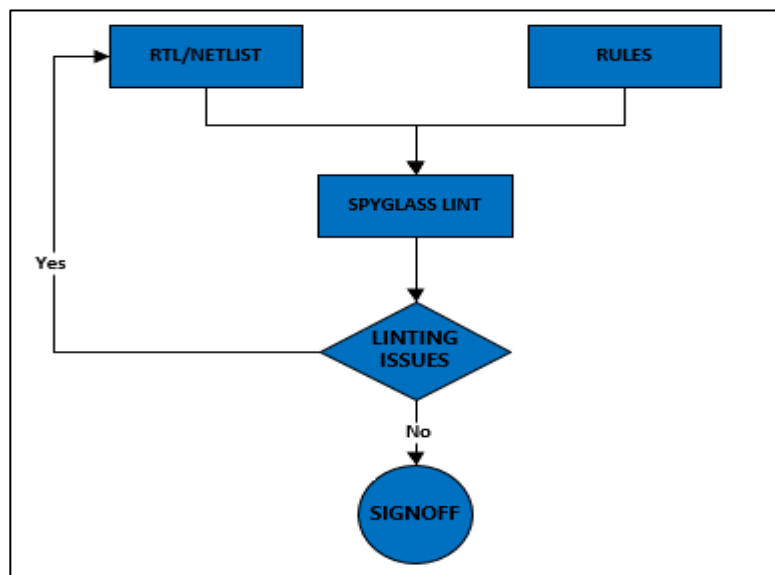 RTL/NETLIST
RULES
SPYGLASS LINT
Yes
LINTING
ISSUES
No
SIGNOFF